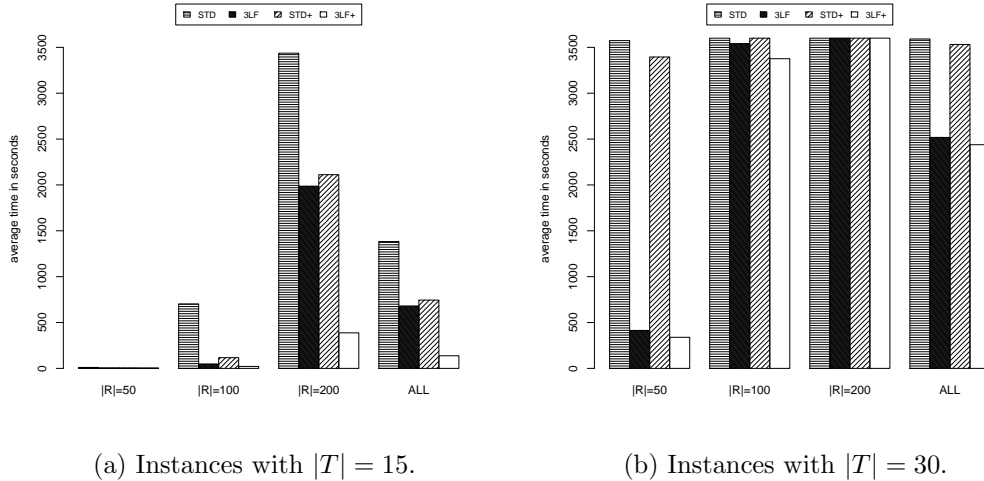 STD 3LF STD+ 3LF+
average time in seconds
0 500 1000 1500 2000 2500 3000 3500
|R|=50 |R|=100 |R|=200 ALL
(a) Instances with |T| = 15.
STD 3LF STD+ 3LF+
average time in seconds
0 500 1000 1500 2000 2500 3000 3500
|R|=50 |R|=100 |R|=200 ALL
(b) Instances with |T| = 30.